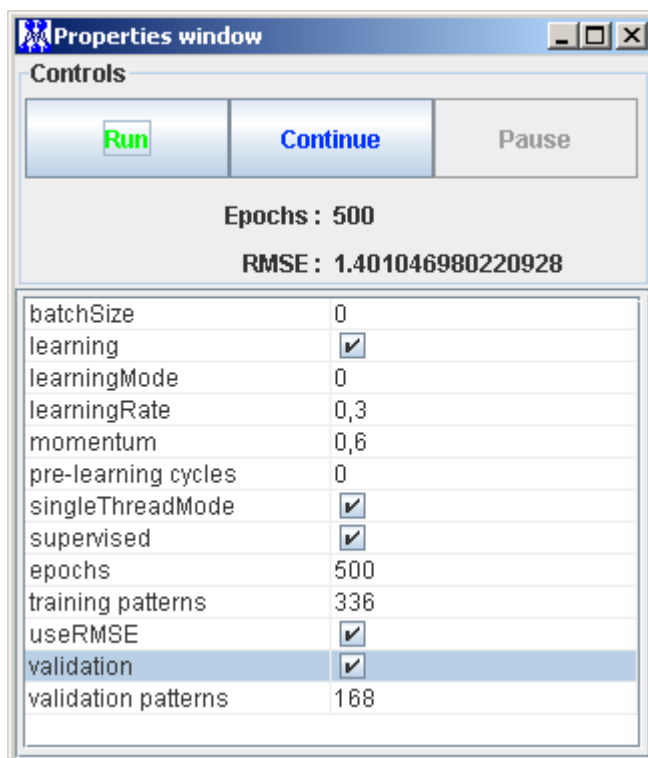 Properties window
Controls
Run Continue Pause
Epochs : 500
RMSE : 1.401046980220928
batchSize 0
learning
learningMode 0
learningRate 0,3
momentum 0,6
pre-learning cycles 0
singleThreadMode
supervised
epochs 500
training patterns 336
useRMSE
validation
validation patterns 168